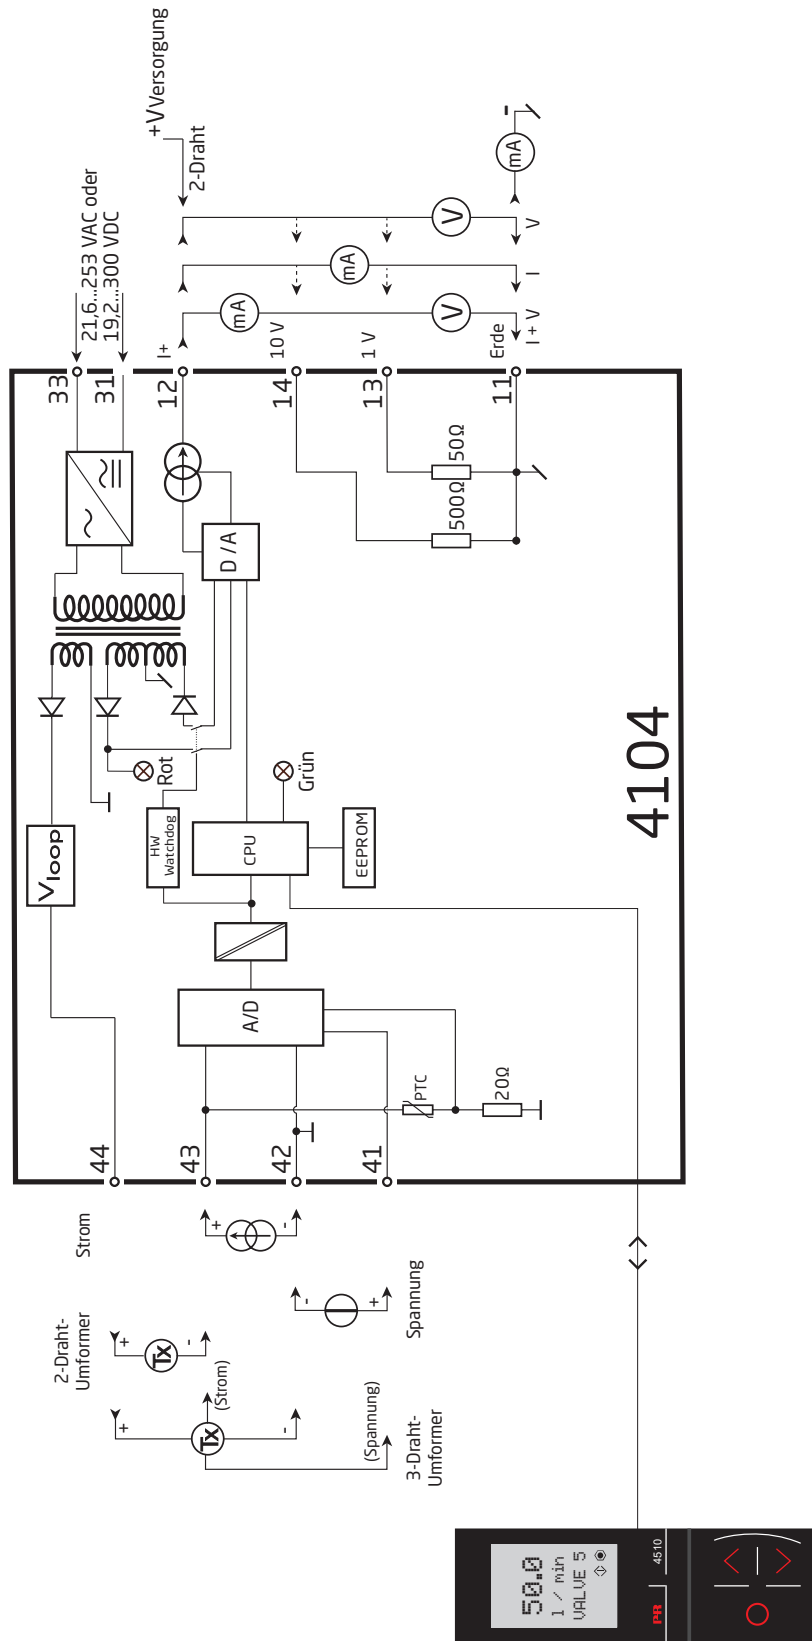 3-Draht-
Umformer
2-Draht-
Umformer
Strom
Spannung
(Strom)
(Spannung)
Tx
+
-
Tx
+
-
+
-
-
+
44
43
42
41
Vloop
A/D
PTC
20Ω
HW
Watchdog
CPU
EEPROM
Rot
Grün
D/A
500Ω
50Ω
4104
33
31
12
14
13
11
21,6...253 VAC oder
19,2...300 VDC
I+
10 V
1 V
Erde
mA
V
I + V
mA
I
V
V
+VVersorgung
2-Draht
mA
-
50.0
l / min
VALVE 5
PR
4510